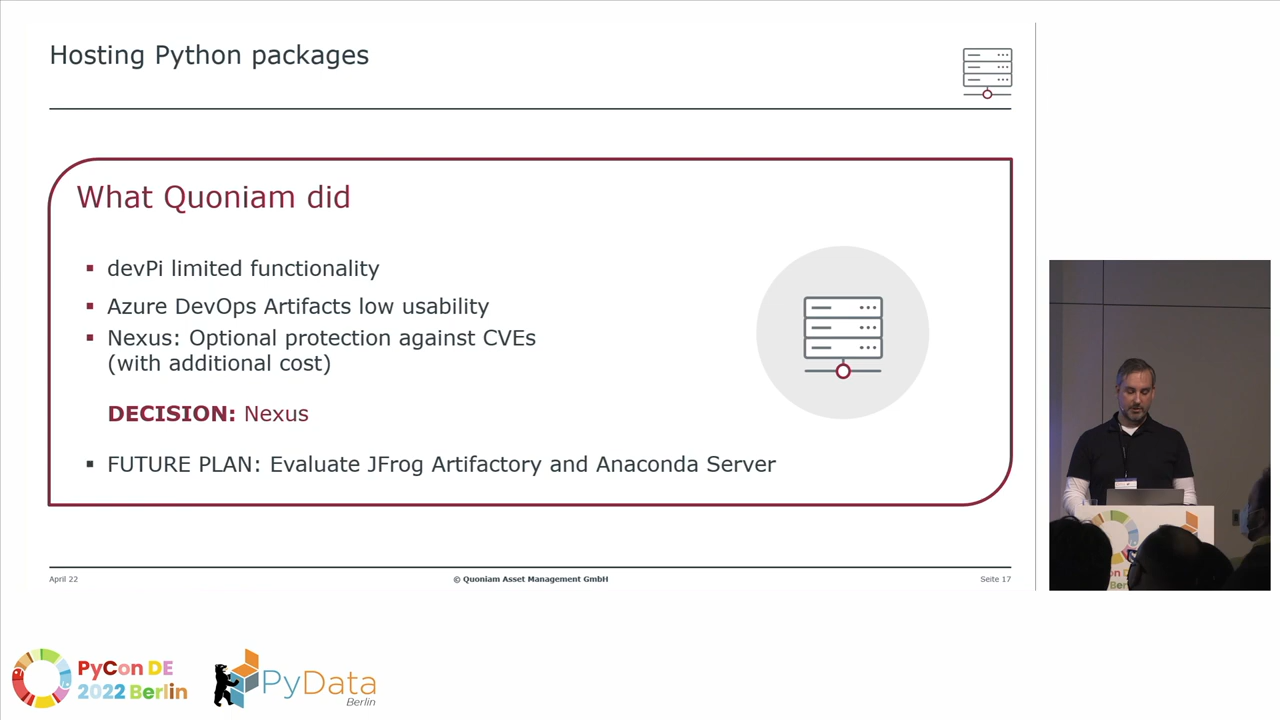 Hosting Python packages
What Quoniam did
▪ devPi limited functionality
▪ Azure DevOps Artifacts low usability
▪ Nexus: Optional protection against CVEs
(with additional cost)
DECISION: Nexus
▪ FUTURE PLAN: Evaluate JFrog Artifactory and Anaconda Server
April 22
© Quoniam Asset Management GmbH
Seite 17
PyCon DE
2022 Berlin
PyData
Berlin